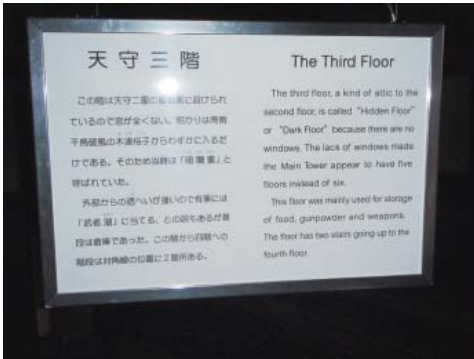 天守三階
この階は天守二重の に設けられ
ているので窓が全くない。明かりは南側
千鳥破風の木連格子からわずかに入るだ
けである。そのため当時は「暗闇重」と
呼ばれていた。
外部からの遮へいが強いので有事には
「武者溜」に当てる、との説もあるが普
段は倉庫であった。この階から四階への
階段は対角線の位置に2箇所ある。
The Third Floor
The third floor, a kind of attic to the
second floor, is called "Hidden Floor"
or "Dark Floor" because there are no
windows. The lack of windows made
the Main Tower appear to have five
floors instead of six.
This floor was mainly used for storage
of food, gunpowder and weapons.
The floor has two stairs going up to the
fourth floor.